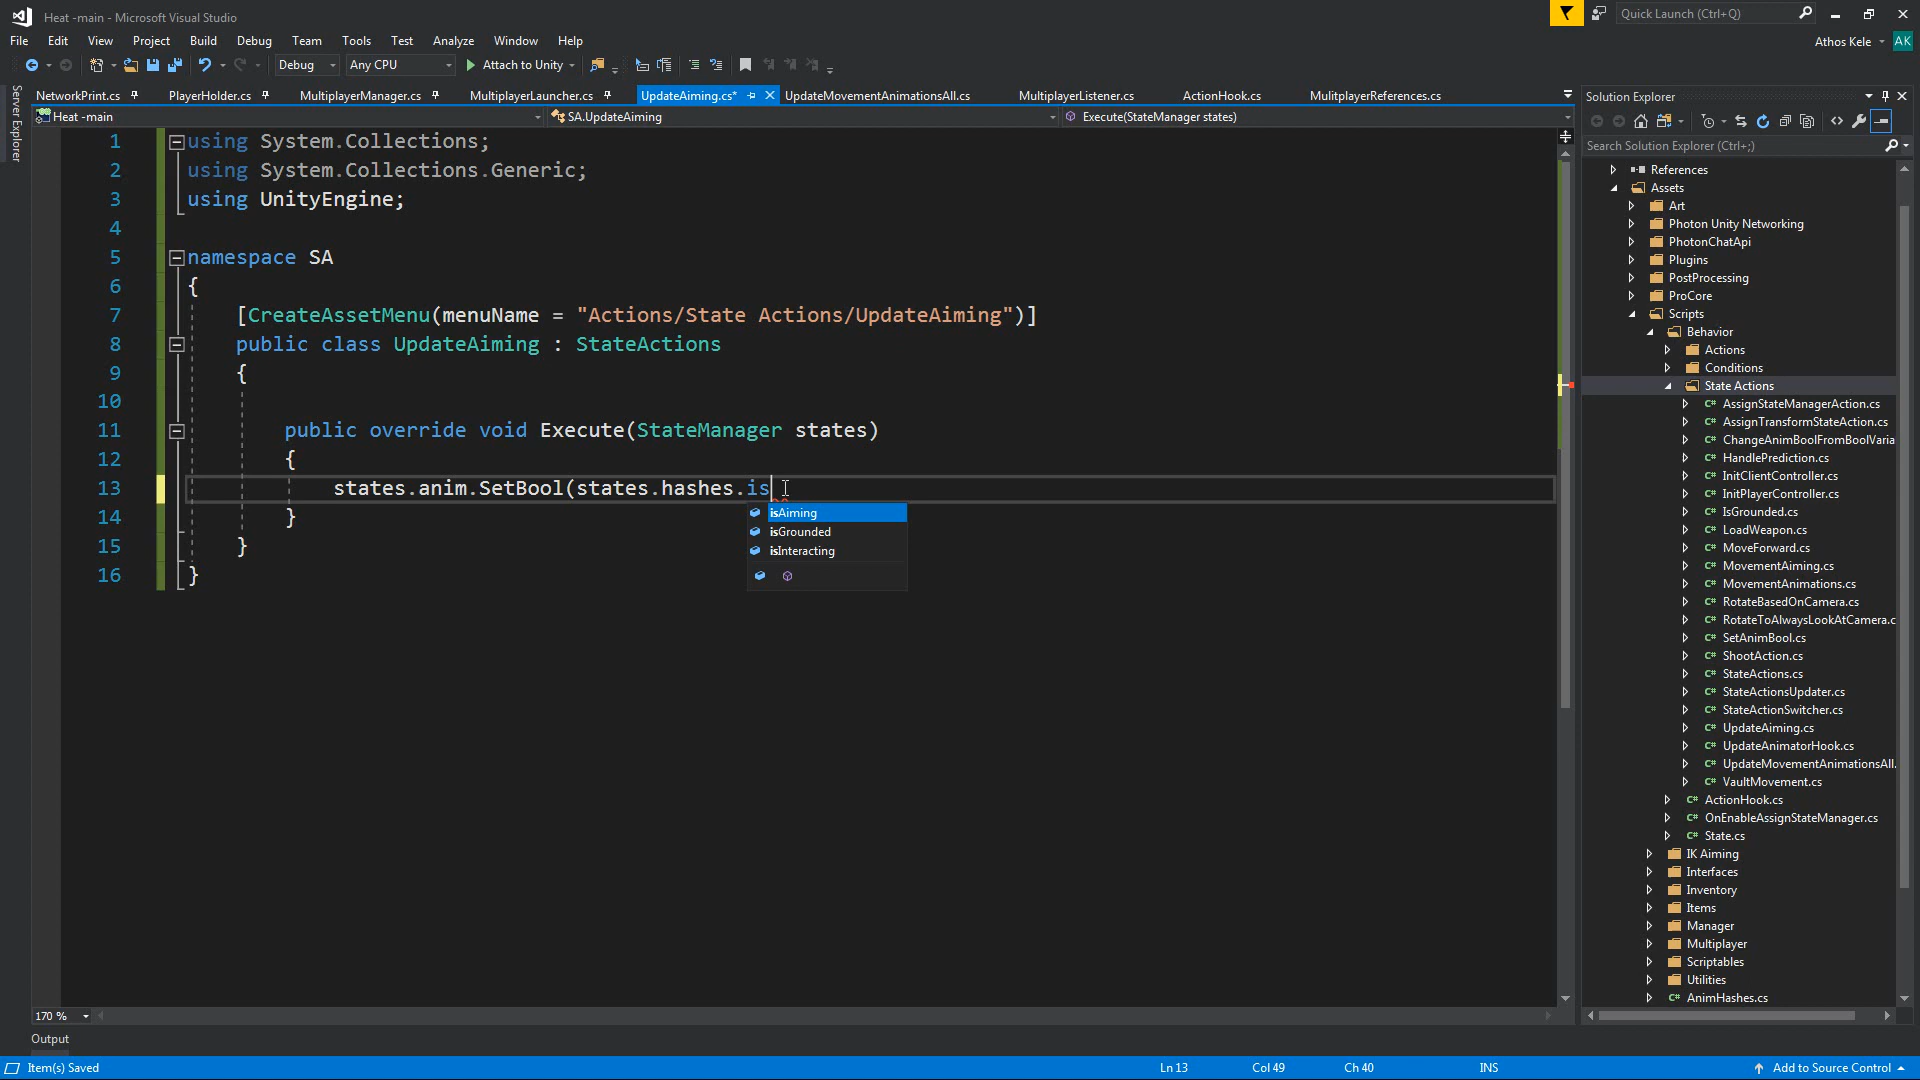 Heat -main - Microsoft Visual Studio
Quick Launch (Ctrl+Q)
File Edit View Project Build Debug Team Tools Test Analyze Window Help
Athos Kele AK
Debug Any CPU Attach to Unity
Server Explorer
NetworkPrint.cs PlayerHolder.cs MultiplayerManager.cs MultiplayerLauncher.cs UpdateAiming.cs* UpdateMovementAnimationsAll.cs MultiplayerListener.cs ActionHook.cs MulitplayerReferences.cs
Heat -main SA.UpdateAiming Execute(StateManager states)
1 using System.Collections;
2 using System.Collections.Generic;
3 using UnityEngine;
4
5 namespace SA
6 {
7 [CreateAssetMenu(menuName = "Actions/State Actions/UpdateAiming")]
8 public class UpdateAiming : StateActions
9 {
10
11 public override void Execute(StateManager states)
12 {
13 states.anim.SetBool(states.hashes.is
14 }
15 }
16 }
isAiming
isGrounded
isInteracting
170 %
Output
Item(s) Saved
Ln 13 Col 49 Ch 40 INS
Add to Source Control
Solution Explorer
Search Solution Explorer (Ctrl+;)
References
Assets
Art
Photon Unity Networking
PhotonChatApi
Plugins
PostProcessing
ProCore
Scripts
Behavior
Actions
Conditions
State Actions
C# AssignStateManagerAction.cs
C# AssignTransformStateAction.cs
C# ChangeAnimBoolFromBoolVaria
C# HandlePrediction.cs
C# InitClientController.cs
C# InitPlayerController.cs
C# IsGrounded.cs
C# LoadWeapon.cs
C# MoveForward.cs
C# MovementAiming.cs
C# MovementAnimations.cs
C# RotateBasedOnCamera.cs
C# RotateToAlwaysLookAtCamera.c
C# SetAnimBool.cs
C# ShootAction.cs
C# StateActions.cs
C# StateActionsUpdater.cs
C# StateActionSwitcher.cs
C# UpdateAiming.cs
C# UpdateAnimatorHook.cs
C# UpdateMovementAnimationsAll.
C# VaultMovement.cs
C# ActionHook.cs
C# OnEnableAssignStateManager.cs
C# State.cs
IK Aiming
Interfaces
Inventory
Items
Manager
Multiplayer
Scriptables
Utilities
C# AnimHashes.cs